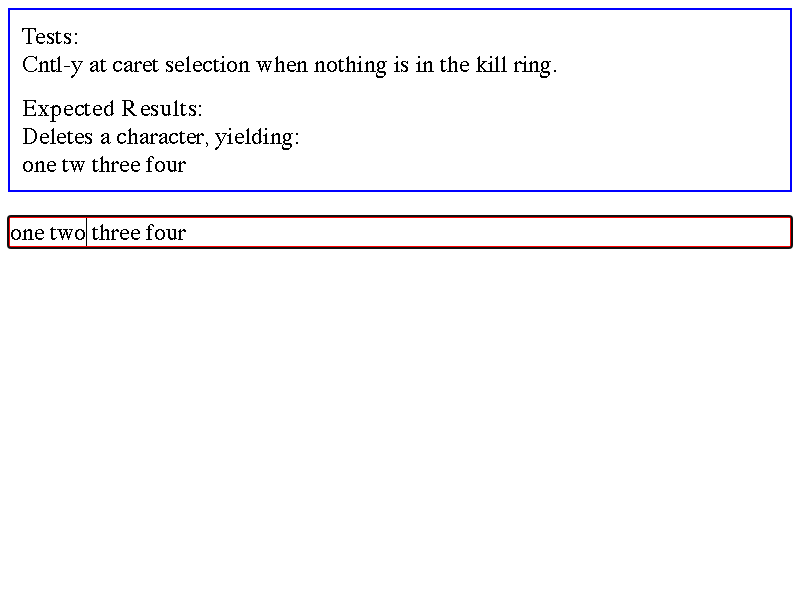 Tests:
Cntl-y at caret selection when nothing is in the kill ring.
Expected Results:
Deletes a character, yielding:
one tw three four
one two three four